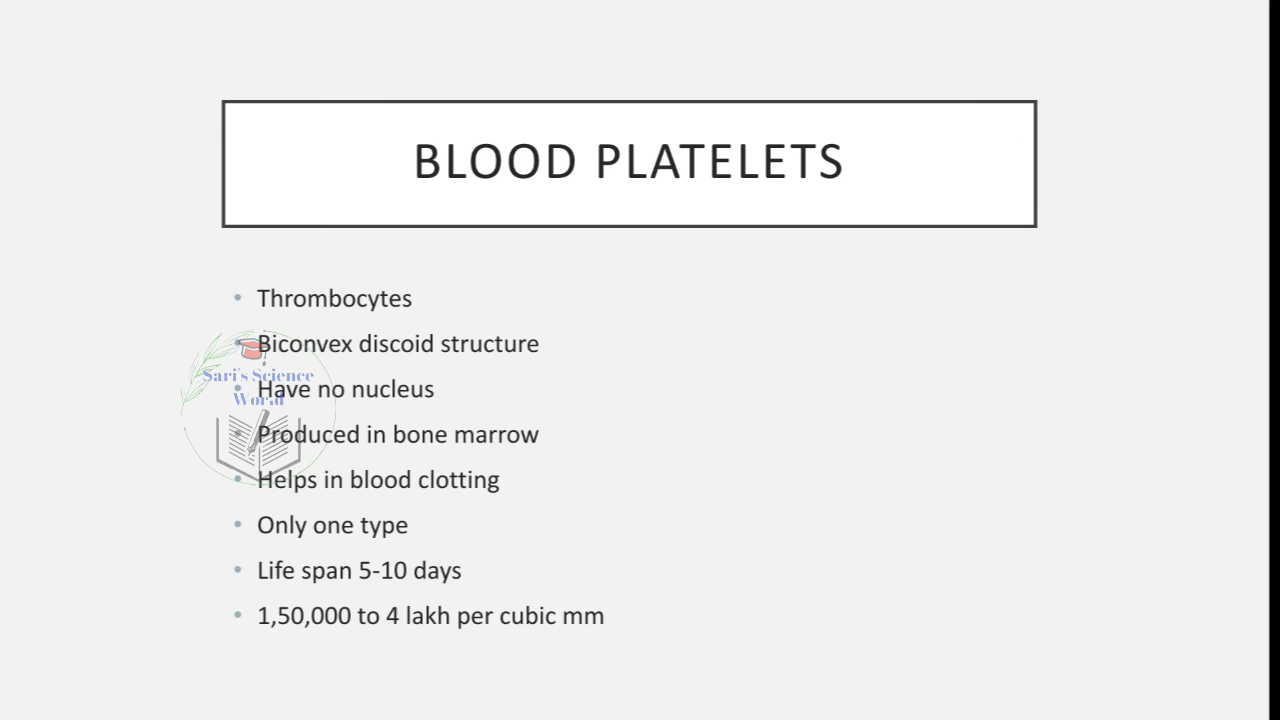 BLOOD PLATELETS
• Thrombocytes
• Biconvex discoid structure
Sari's Science
• Have no nucleus
World
• Produced in bone marrow
• Helps in blood clotting
• Only one type
• Life span 5-10 days
• 1,50,000 to 4 lakh per cubic mm